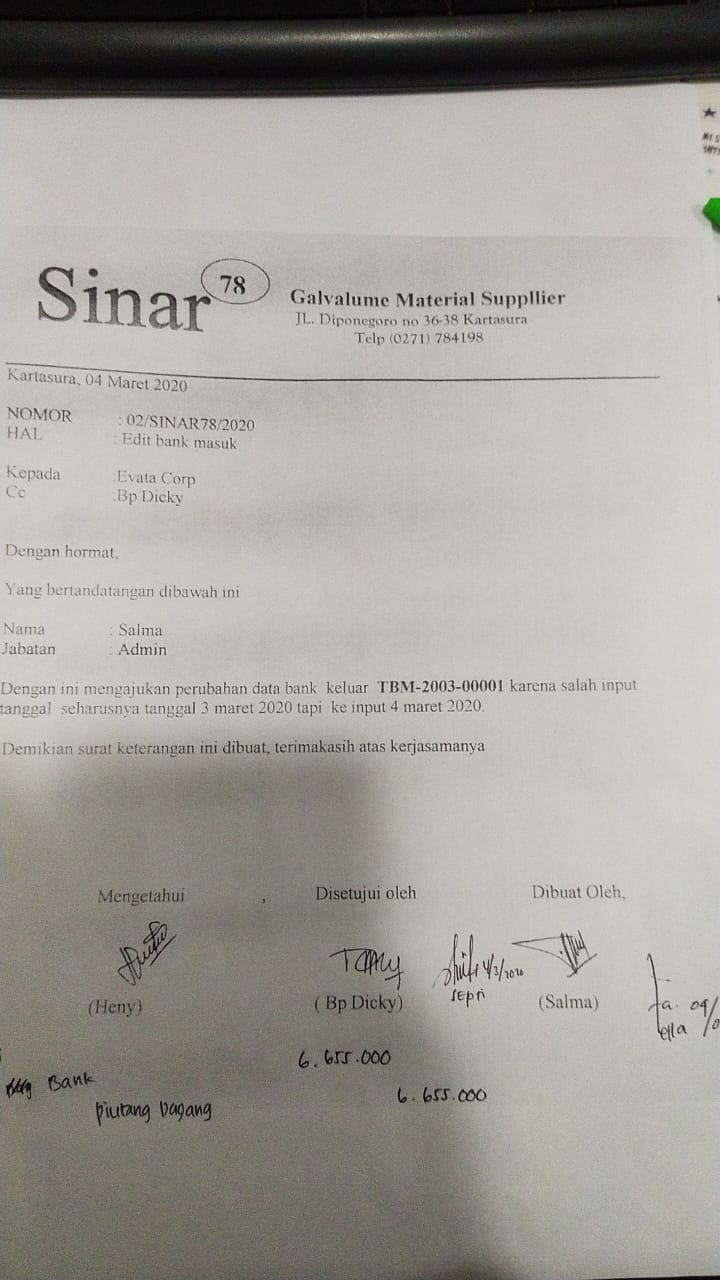 Sinar 78
Galvalume Material Suppllier
JL. Diponegoro no 36-38 Kartasura
Telp (0271) 784198
Kartasura, 04 Maret 2020
NOMOR : 02/SINAR78/2020
HAL : Edit bank masuk
Kepada :Evata Corp
Cc :Bp Dicky
Dengan hormat,
Yang bertandatangan dibawah ini
Nama : Salma
Jabatan : Admin
Dengan ini mengajukan perubahan data bank keluar TBM-2003-00001 karena salah input
tanggal seharusnya tanggal 3 maret 2020 tapi ke input 4 maret 2020.
Demikian surat keterangan ini dibuat, terimakasih atas kerjasamanya
Mengetahui , Disetujui oleh Dibuat Oleh,
4/3/2020
SEPTI
(Heny) ( Bp Dicky) (Salma)
6.655.000
Bank
6.655.000
piutang dagang